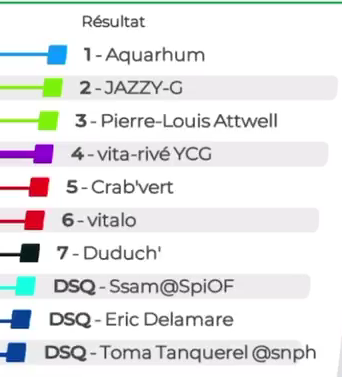 Résultat
1 - Aquarhum
2 - JAZZY-G
3 - Pierre-Louis Attwell
4 - vita-rivé YCG
5 - Crab'vert
6 - vitalo
7 - Duduch'
DSQ - Ssam@SpiOF
DSQ - Eric Delamare
DSQ - Toma Tanquerel @snph